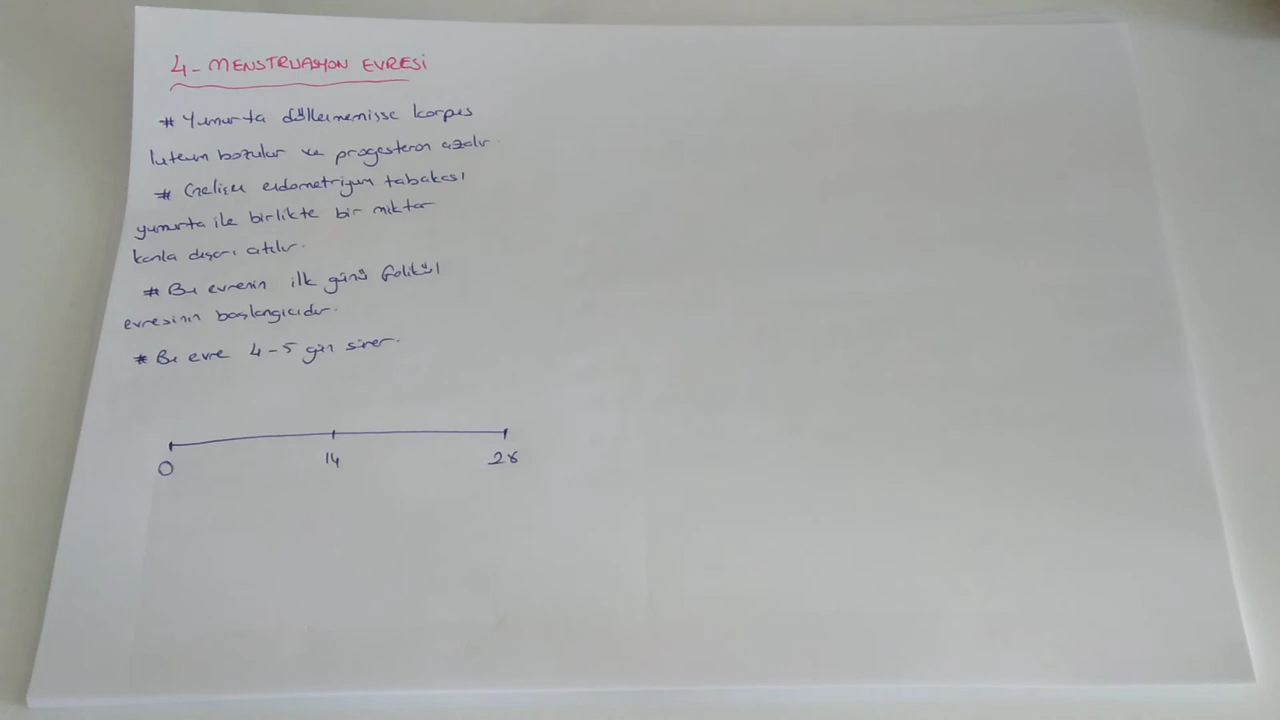 4- MENSTRUASYON EVRESİ
# Yumurta döllenmemişse korpus
luteum bozulur ve progesteron azalır.
# Gelişen endometriyum tabakası
yumurta ile birlikte bir miktar
kanla dışarı atılır.
# Bu evrenin ilk günü folikül
evresinin başlangıcıdır.
# Bu evre 4-5 gün sürer.
0 14 28